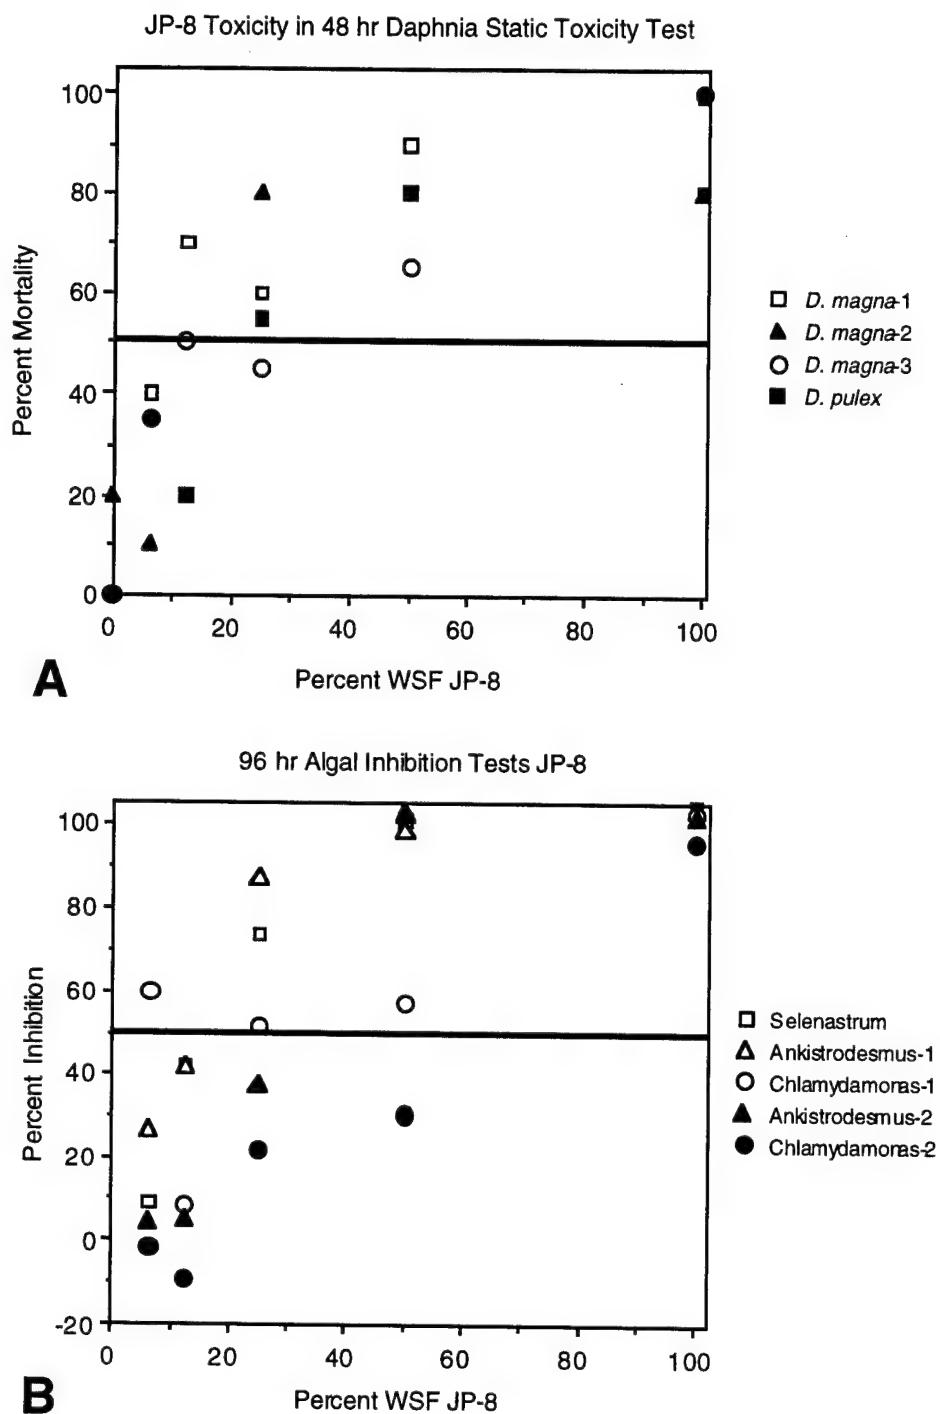 JP-8 Toxicity in 48 hr Daphnia Static Toxicity Test
100
80
60
40
20
0
Percent Mortality
0 20 40 60 80 100
Percent WSF JP-8
D. magna-1
D. magna-2
D. magna-3
D. pulex
A
96 hr Algal Inhibition Tests JP-8
100
80
60
40
20
0
-20
Percent Inhibition
0 20 40 60 80 100
Percent WSF JP-8
Selenastrum
Ankistrodesmus-1
Chlamydamonas-1
Ankistrodesmus-2
Chlamydamonas-2
B